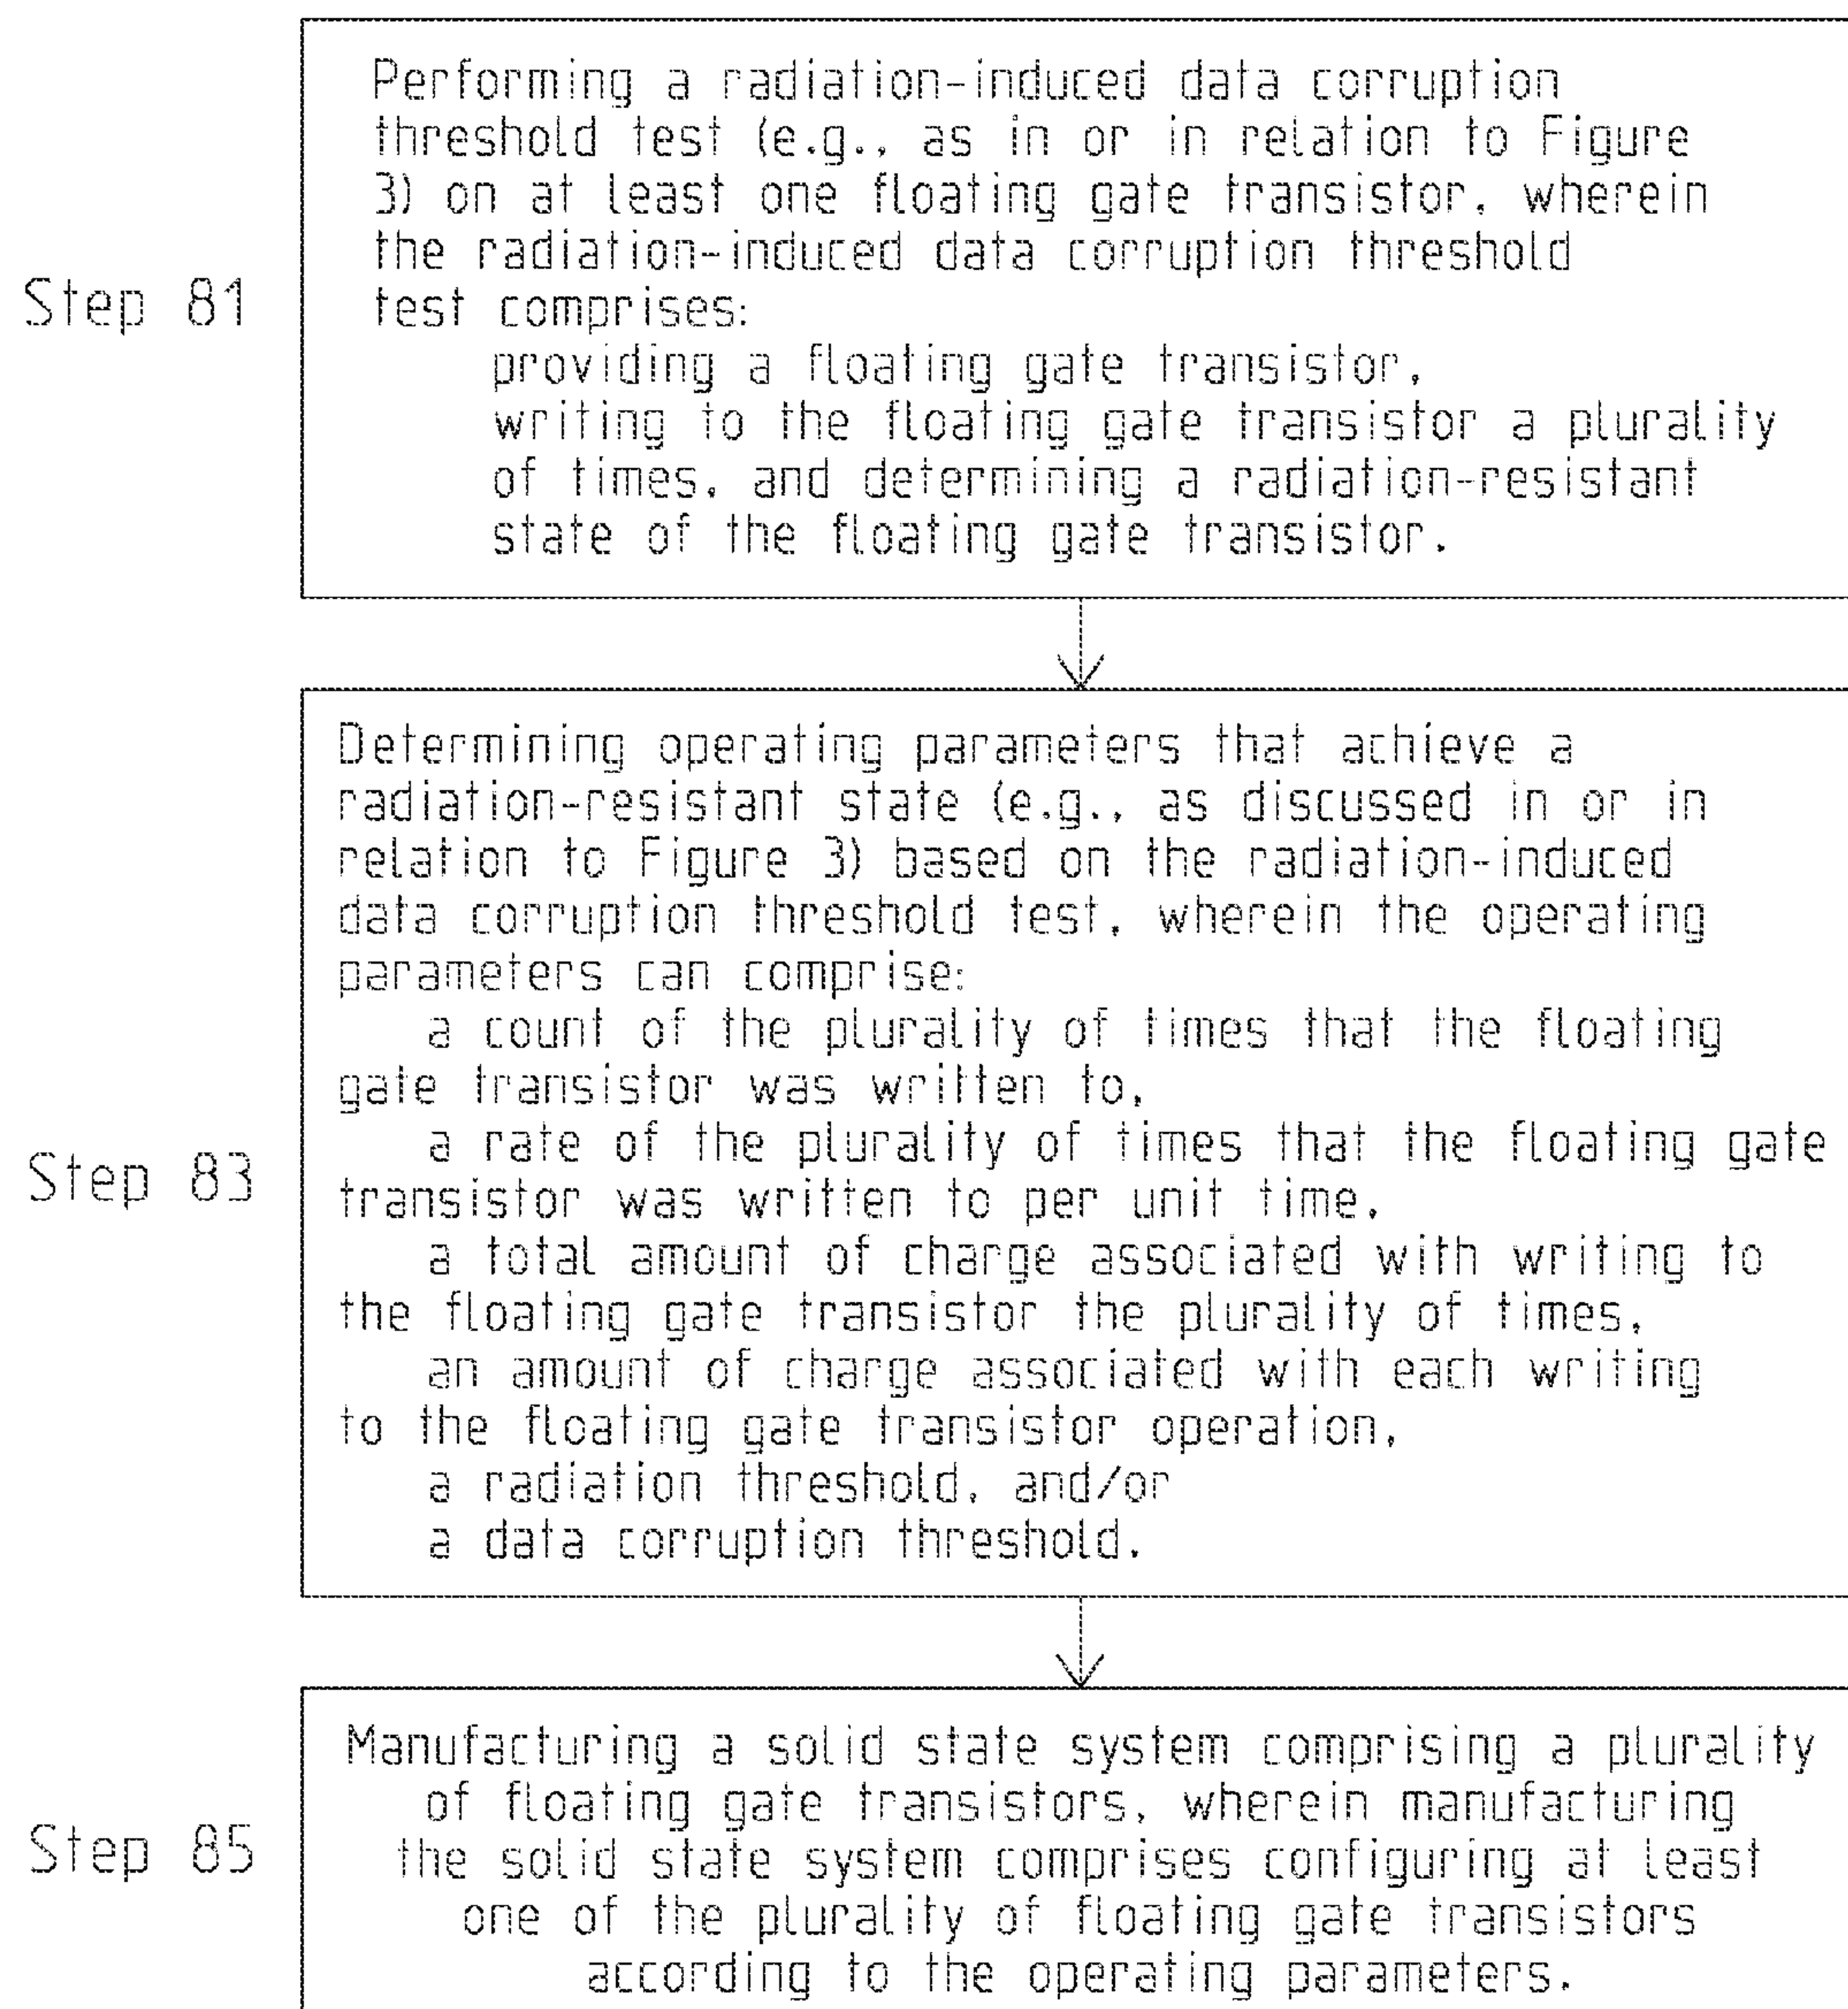 Performing a radiation-induced data corruption
threshold test (e.g., as in or in relation to Figure
3) on at least one floating gate transistor, wherein
the radiation-induced data corruption threshold
Step 81
test comprises:
providing a floating gate transistor,
writing to the floating gate transistor a plurality
of times, and determining a radiation-resistant
state of the floating gate transistor.
Determining operating parameters that achieve a
radiation-resistant state (e.g., as discussed in or in
relation to Figure 3) based on the radiation-induced
data corruption threshold test, wherein the operating
parameters can comprise:
a count of the plurality of times that the floating
gate transistor was written to,
a rate of the plurality of times that the floating gate
Step 83
transistor was written to per unit time,
a total amount of charge associated with writing to
the floating gate transistor the plurality of times,
an amount of charge associated with each writing
to the floating gate transistor operation,
a radiation threshold, and/or
a data corruption threshold.
Manufacturing a solid state system comprising a plurality
of floating gate transistors, wherein manufacturing
Step 85
the solid state system comprises configuring at least
one of the plurality of floating gate transistors
according to the operating parameters.